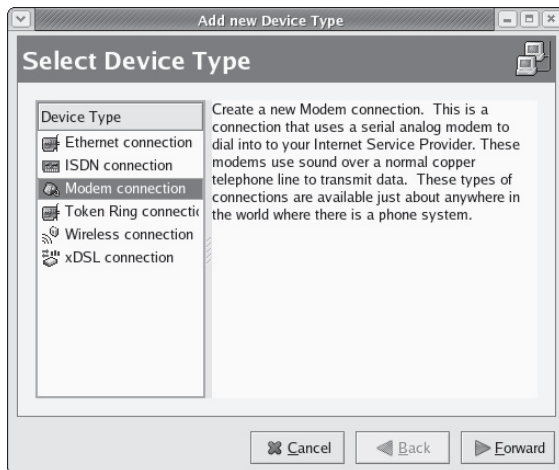 Add new Device Type
Select Device Type
Device Type
Ethernet connection
ISDN connection
Modem connection
Token Ring connectic
Wireless connection
xDSL connection
Create a new Modem connection. This is a
connection that uses a serial analog modem to
dial into to your Internet Service Provider. These
modems use sound over a normal copper
telephone line to transmit data. These types of
connections are available just about anywhere in
the world where there is a phone system.
Cancel
Back
Forward